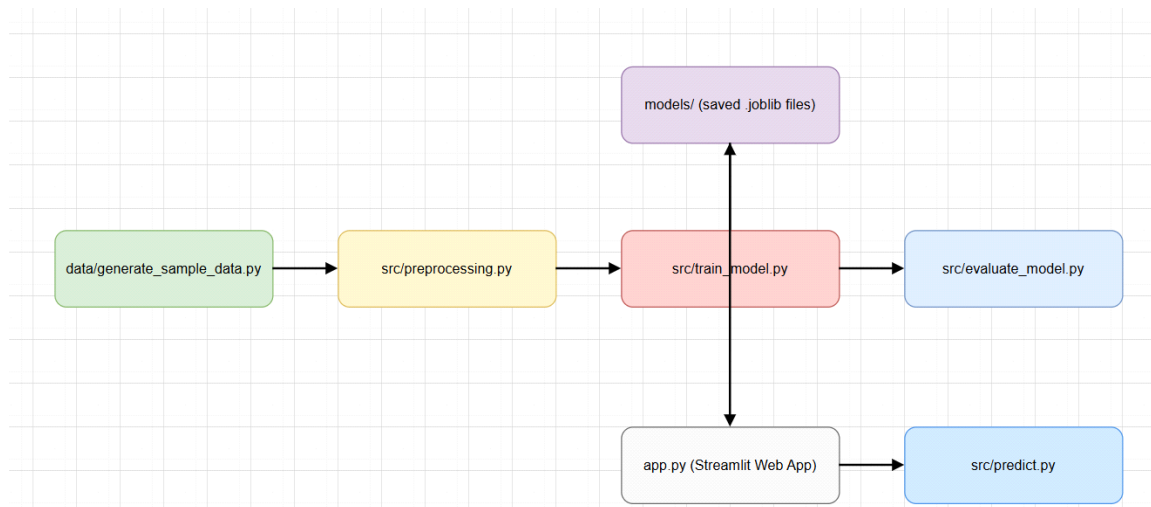 models/ (saved .joblib files)
data/generate_sample_data.py
src/preprocessing.py
src/train_model.py
src/evaluate_model.py
app.py (Streamlit Web App)
src/predict.py